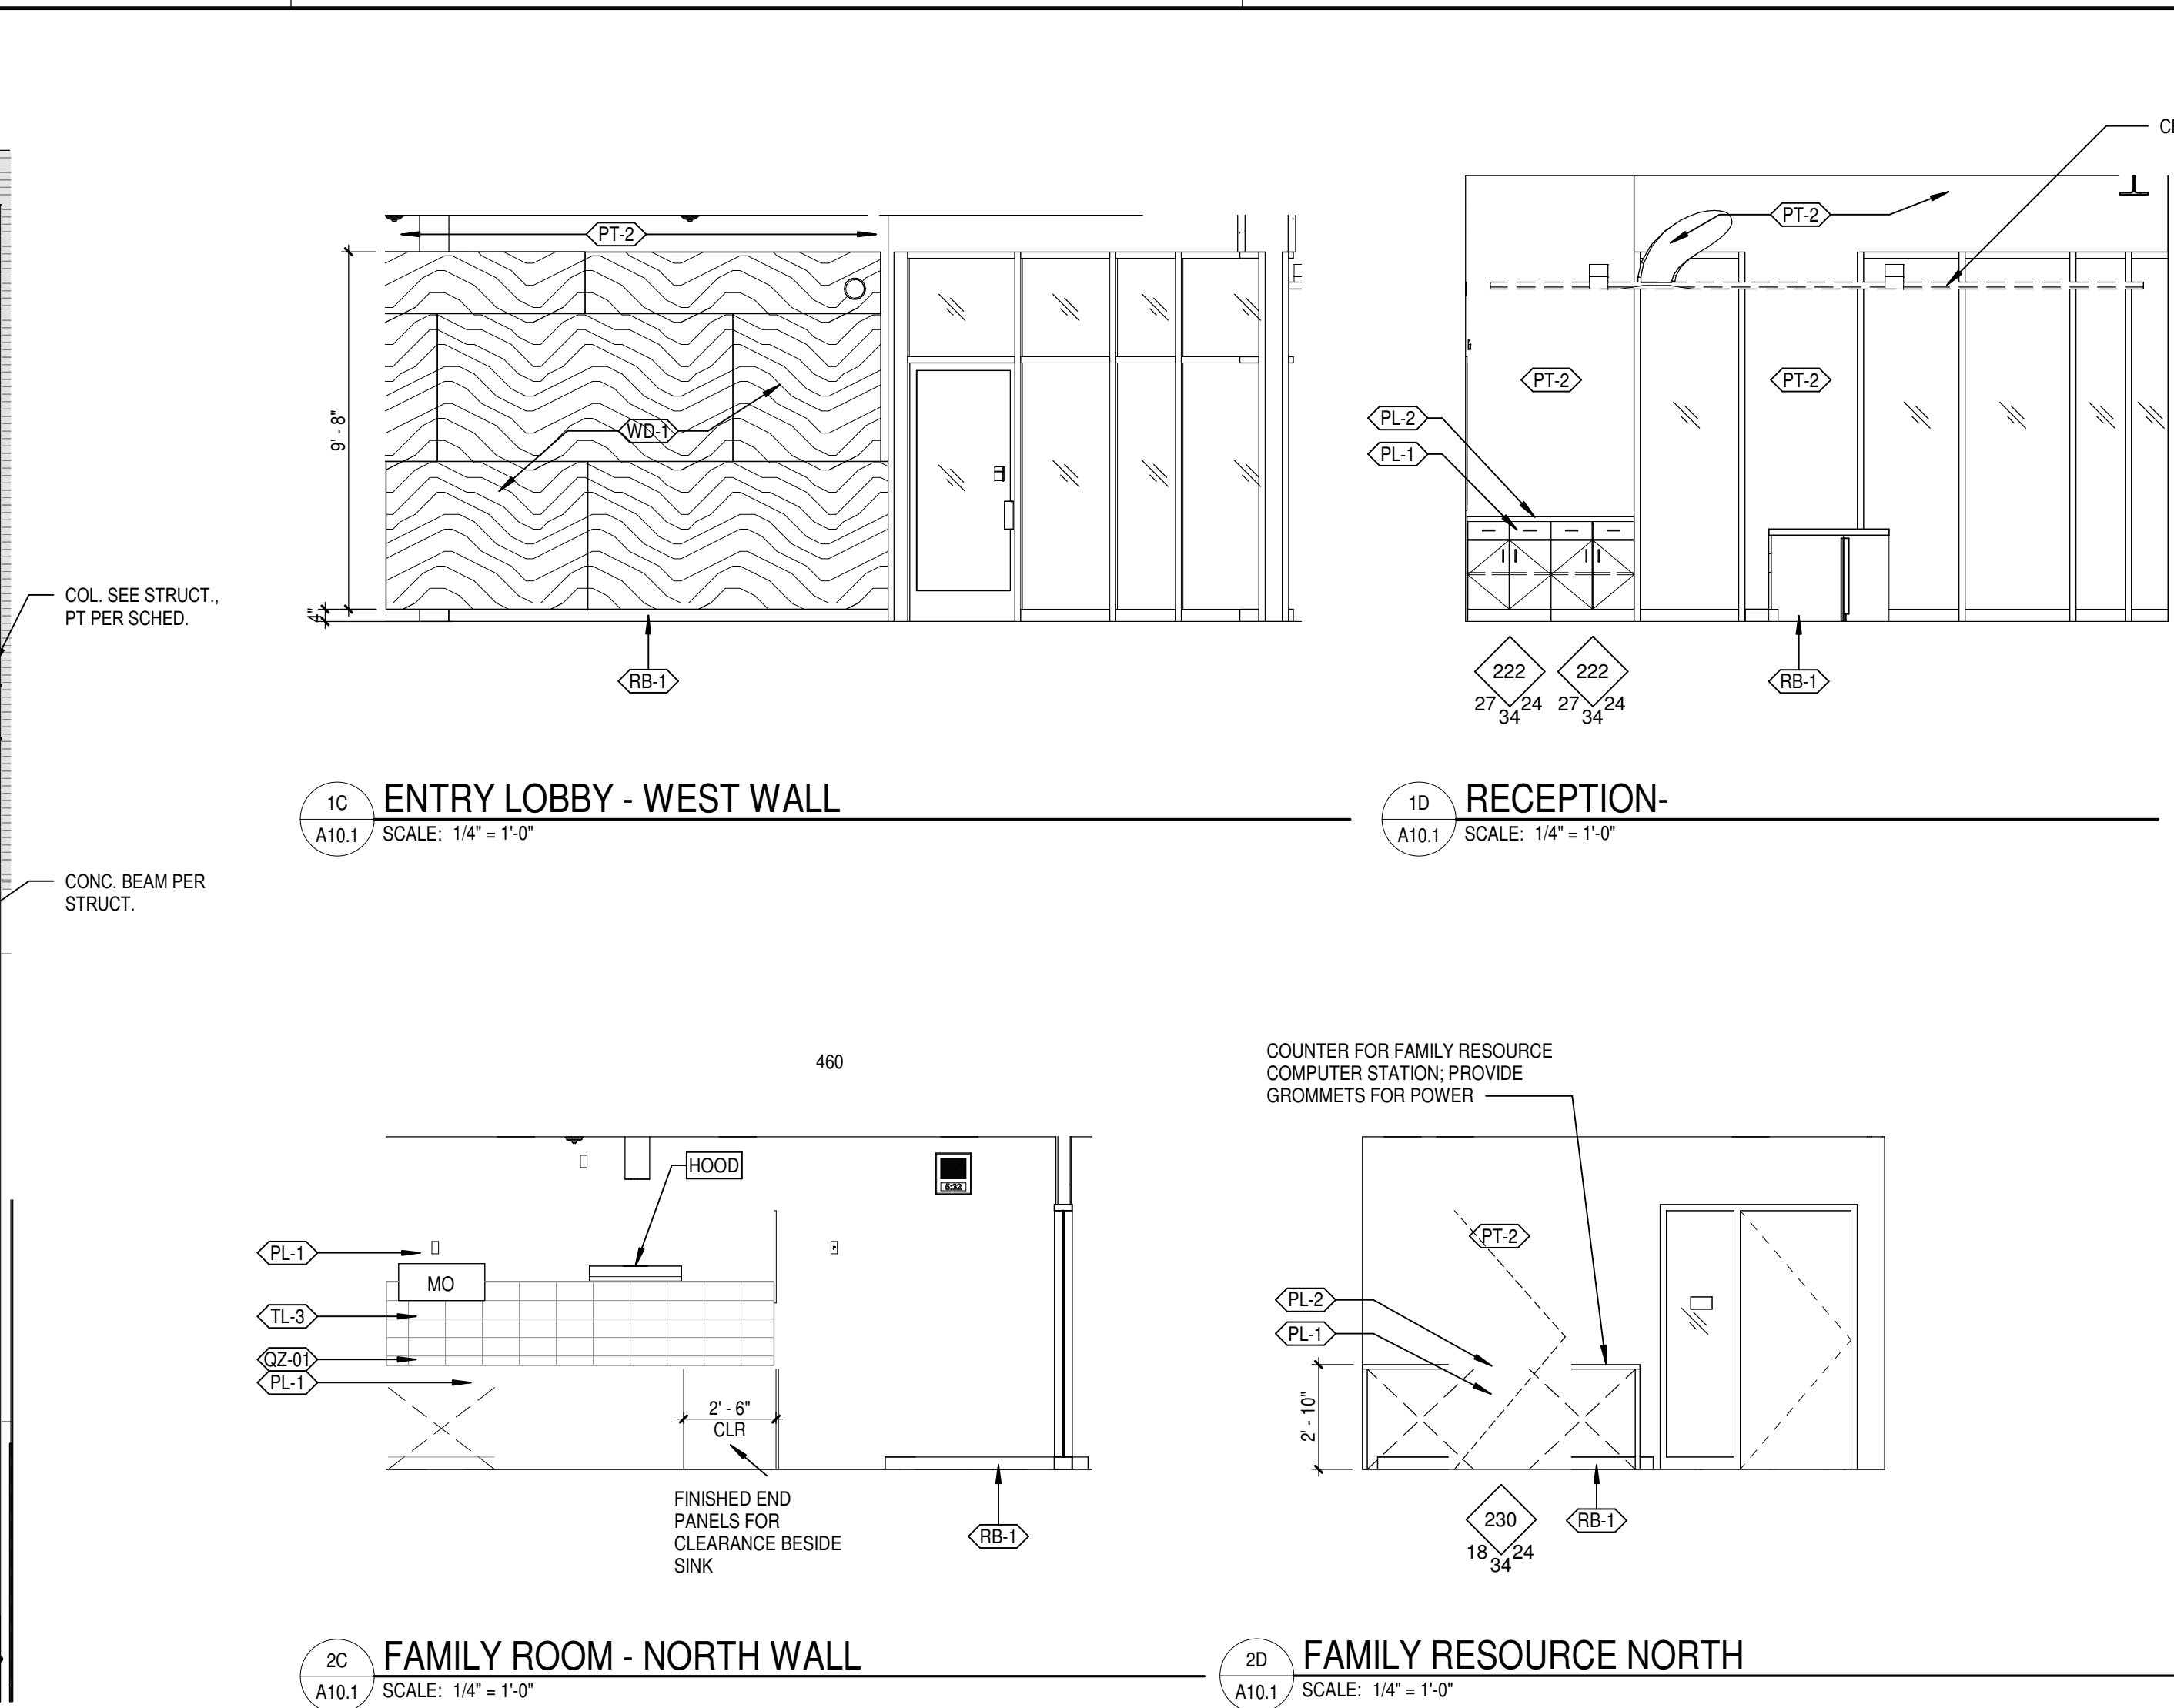 COL. SEE STRUCT.,
PT PER SCHED.
CONC. BEAM PER
STRUCT.
PT-2
9' - 8"
WD-1
4"
RB-1
1C
A10.1
ENTRY LOBBY - WEST WALL
SCALE: 1/4" = 1'-0"
PT-2
PT-2
PT-2
PL-2
PL-1
222
27 24
34
222
27 24
34
RB-1
1D
A10.1
RECEPTION-
SCALE: 1/4" = 1'-0"
460
HOOD
5:32
PL-1
MO
TL-3
QZ-01
PL-1
2' - 6"
CLR
FINISHED END
PANELS FOR
CLEARANCE BESIDE
SINK
RB-1
2C
A10.1
FAMILY ROOM - NORTH WALL
SCALE: 1/4" = 1'-0"
COUNTER FOR FAMILY RESOURCE
COMPUTER STATION; PROVIDE
GROMMETS FOR POWER
PT-2
PL-2
PL-1
2' - 10"
230
18 24
34
RB-1
2D
A10.1
FAMILY RESOURCE NORTH
SCALE: 1/4" = 1'-0"